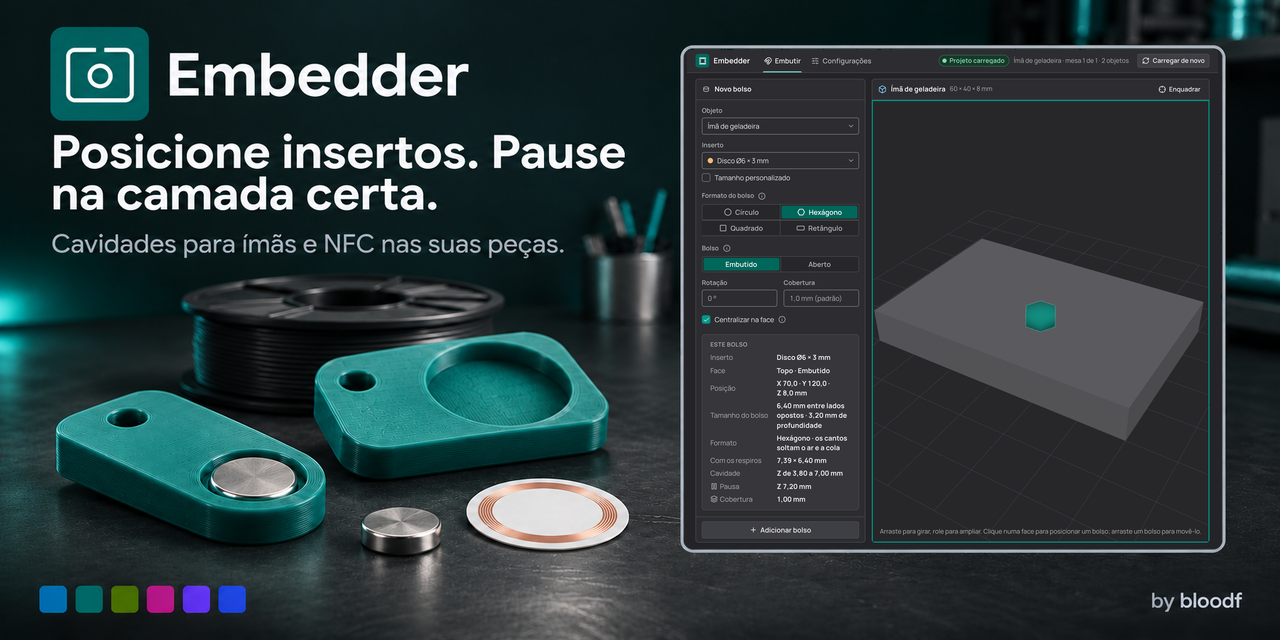 Embedder
Posicione insertos. Pause
na camada certa.
Cavidades para ímãs e NFC nas suas peças.
Embedder
Embutir
Configurações
Projeto carregado
Ímã de geladeira · mesa 1 de 1 · 2 objetos
Carregar de novo
Novo bolso
Objeto
Ímã de geladeira
Inserto
Disco Ø6 × 3 mm
Tamanho personalizado
Formato do bolso
Círculo
Hexágono
Quadrado
Retângulo
Bolso
Embutido
Aberto
Rotação
Cobertura
0 °
1,0 mm (padrão)
Centralizar na face
ESTE BOLSO
Inserto Disco Ø6 × 3 mm
Face Topo · Embutido
Posição X 70,0 · Y 120,0 ·
Z 8,0 mm
Tamanho do bolso 6,40 mm entre lados
opostos · 3,20 mm de
profundidade
Formato Hexágono · os cantos
soltam o ar e a cola
Com os respiros 7,39 × 6,40 mm
Cavidade Z de 3,80 a 7,00 mm
Pausa Z 7,20 mm
Cobertura 1,00 mm
+ Adicionar bolso
Ímã de geladeira 60 × 40 × 8 mm
Enquadrar
Arraste para girar, role para ampliar. Clique numa face para posicionar um bolso; arraste um bolso para movê-lo.
by bloodf